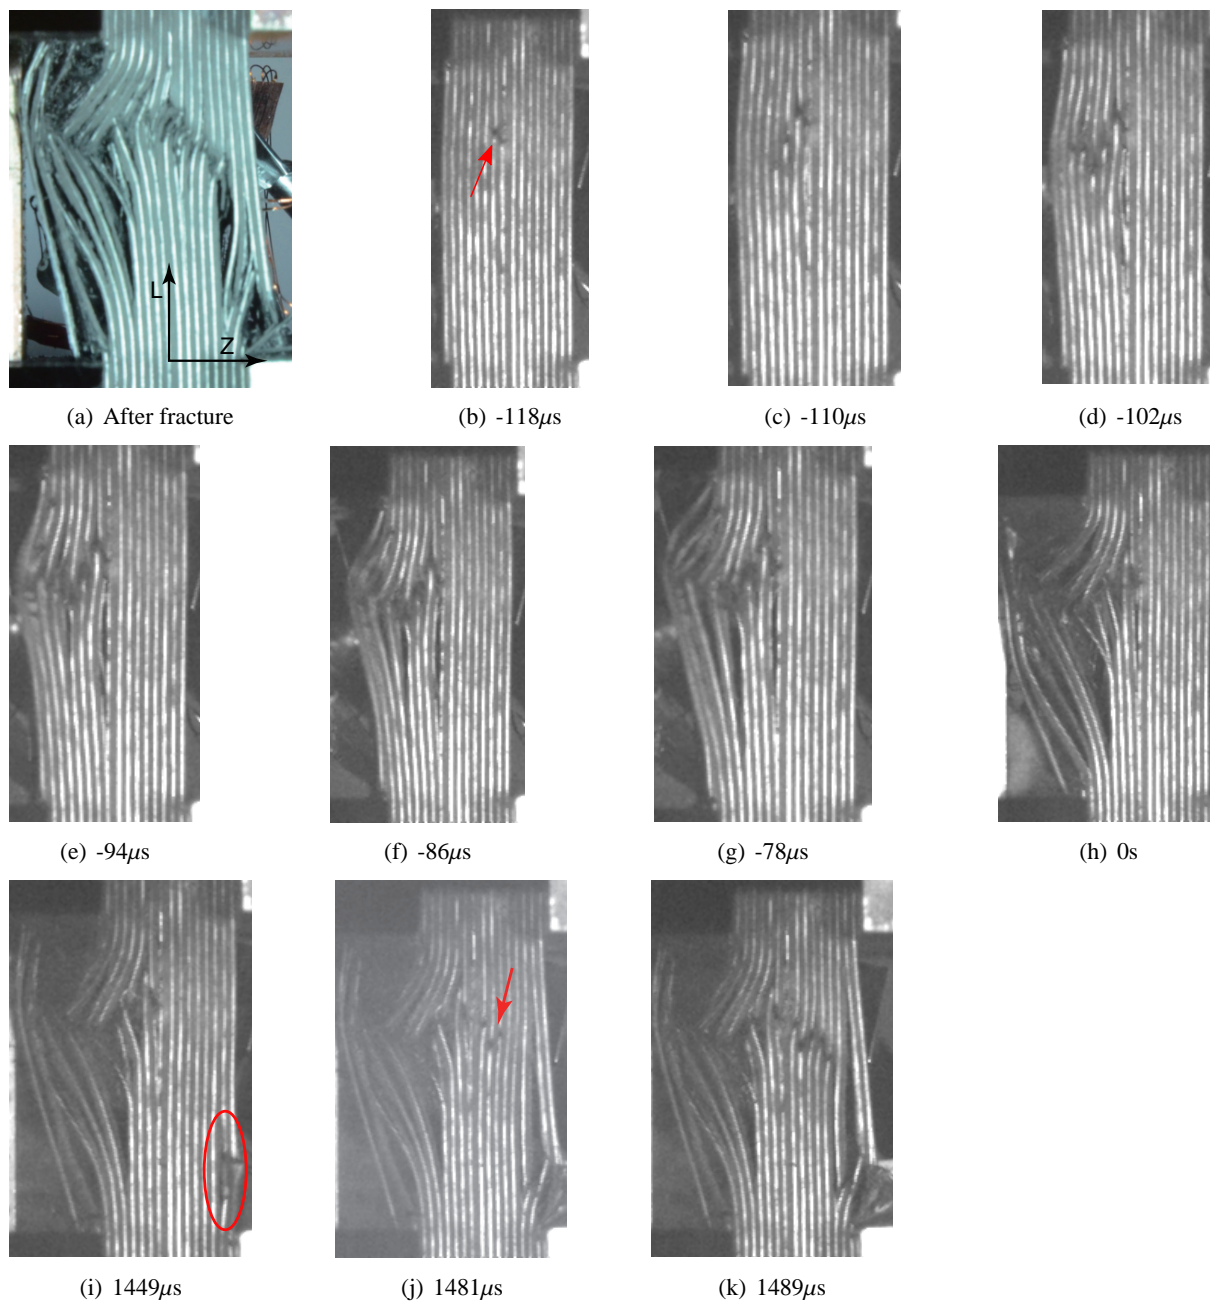 L
Z
(a) After fracture
(b) -118μs
(c) -110μs
(d) -102μs
(e) -94μs
(f) -86μs
(g) -78μs
(h) 0s
(i) 1449μs
(j) 1481μs
(k) 1489μs